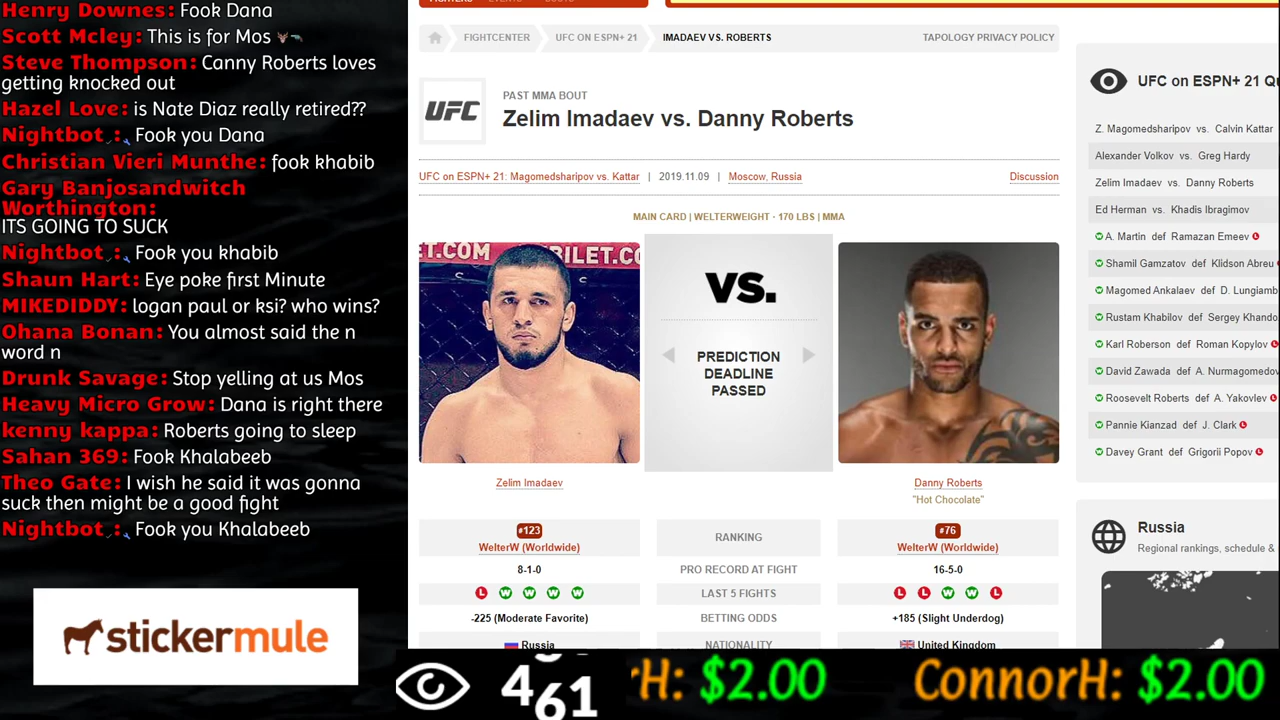 Henry Downes: Fook Dana
Scott Mcley: This is for Mos
Steve Thompson: Canny Roberts loves
getting knocked out
Hazel Love: is Nate Diaz really retired??
Nightbot : Fook you Dana
Christian Vieri Munthe: fook khabib
Gary Banjosandwitch
Worthington:
ITS GOING TO SUCK
Nightbot : Fook you khabib
Shaun Hart: Eye poke first Minute
MIKEDIDDY: logan paul or ksi? who wins?
Ohana Bonan: You almost said the n
word n
Drunk Savage: Stop yelling at us Mos
Heavy Micro Grow: Dana is right there
kenny kappa: Roberts going to sleep
Sahan 369: Fook Khalabeeb
Theo Gate: I wish he said it was gonna
suck then might be a good fight
Nightbot : Fook you Khalabeeb
stickermule
FIGHTCENTER UFC ON ESPN+ 21 IMADAEV VS. ROBERTS TAPOLOGY PRIVACY POLICY
UFC
PAST MMA BOUT
Zelim Imadaev vs. Danny Roberts
UFC on ESPN+ 21: Magomedsharipov vs. Kattar | 2019.11.09 | Moscow, Russia Discussion
MAIN CARD | WELTERWEIGHT · 170 LBS | MMA
VS.
PREDICTION
DEADLINE
PASSED
Zelim Imadaev Danny Roberts
"Hot Chocolate"
#123 RANKING #76
WelterW (Worldwide) WelterW (Worldwide)
8-1-0 PRO RECORD AT FIGHT 16-5-0
L W W W W LAST 5 FIGHTS L L W W L
-225 (Moderate Favorite) BETTING ODDS +185 (Slight Underdog)
Russia NATIONALITY United Kingdom
UFC on ESPN+ 21
Z. Magomedsharipov vs. Calvin Kattar
Alexander Volkov vs. Greg Hardy
Zelim Imadaev vs. Danny Roberts
Ed Herman vs. Khadis Ibragimov
W A. Martin def Ramazan Emeev L
W Shamil Gamzatov def Klidson Abreu
W Magomed Ankalaev def D. Lungiamb
W Rustam Khabilov def Sergey Khando
W Karl Roberson def Roman Kopylov L
W David Zawada def A. Nurmagomedov
W Roosevelt Roberts def A. Yakovlev L
W Pannie Kianzad def J. Clark L
W Davey Grant def Grigorii Popov L
Russia
Regional rankings, schedule &
461 H: $2.00 ConnorH: $2.00